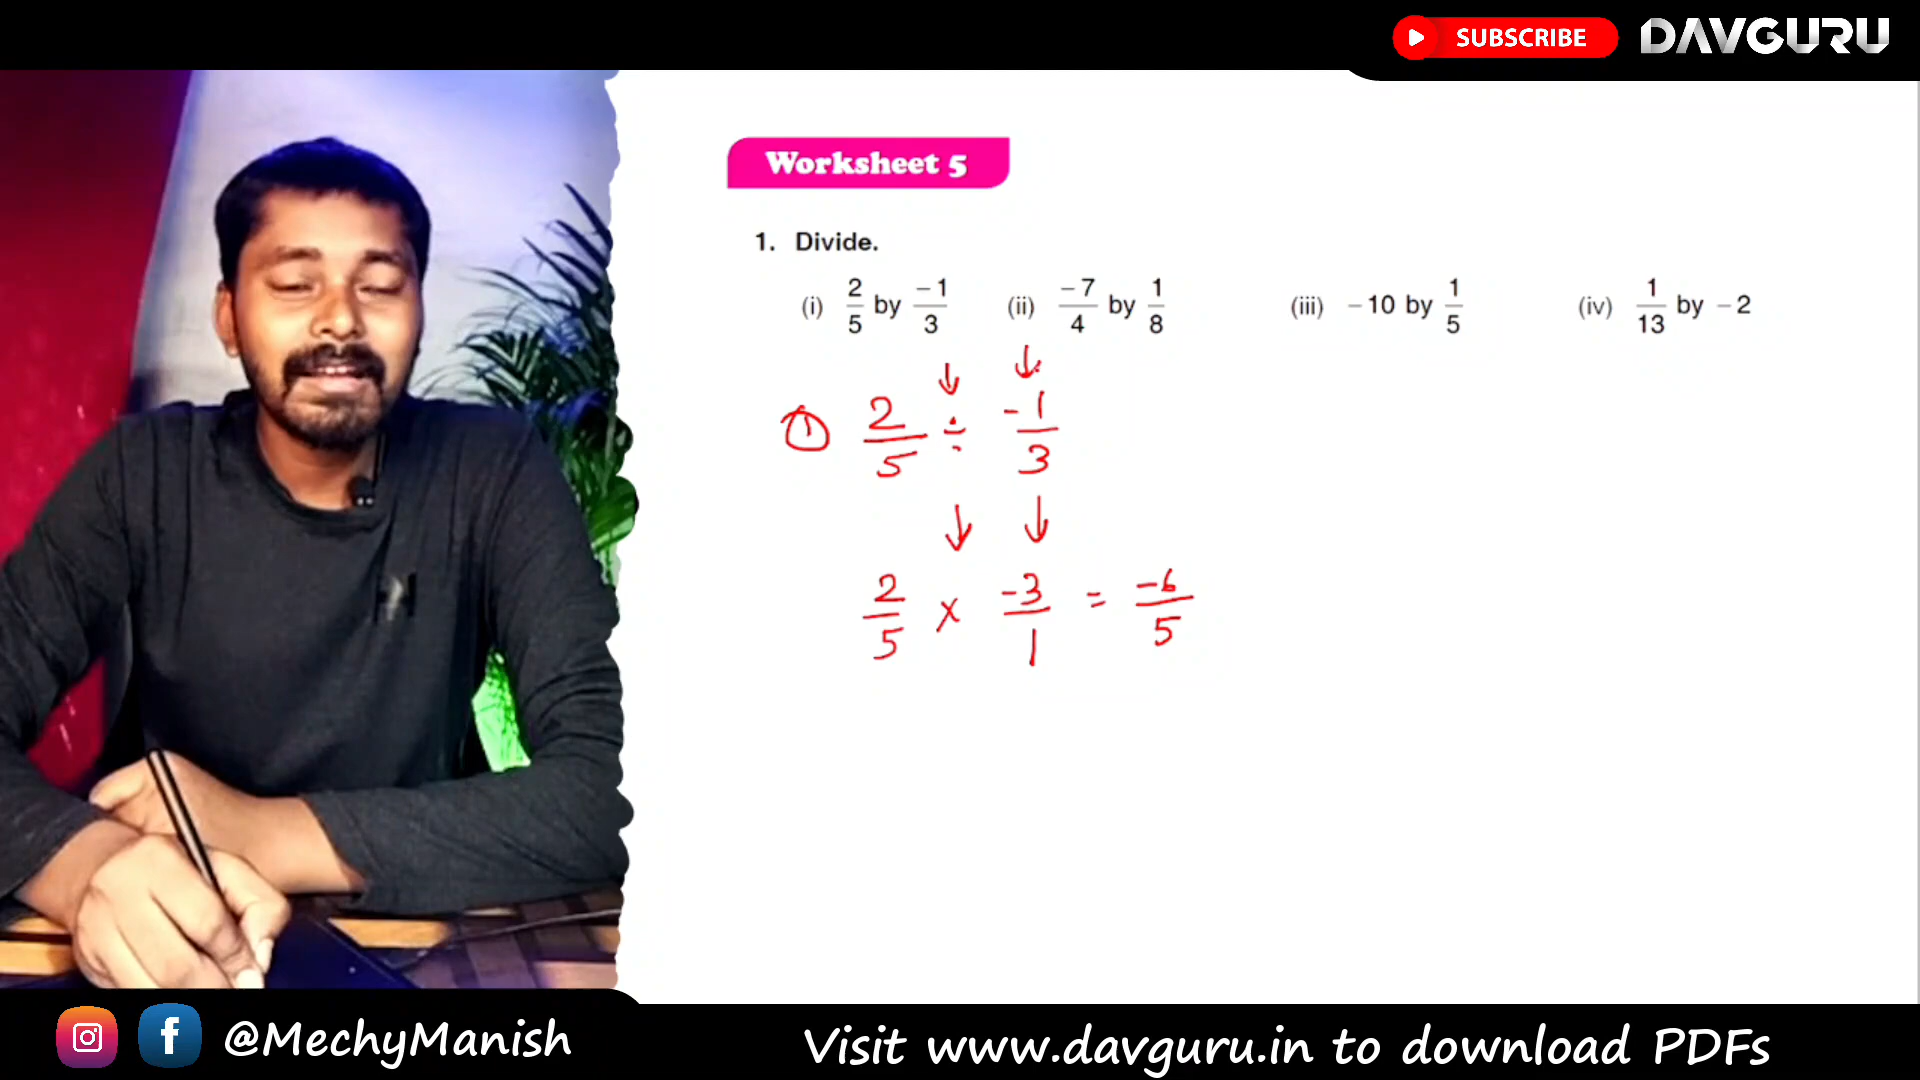 SUBSCRIBE DAVGURU
Worksheet 5
1. Divide.
(i) 2/5 by -1/3 (ii) -7/4 by 1/8 (iii) -10 by 1/5 (iv) 1/13 by -2
① 2/5 ÷ -1/3
2/5 × -3/1 = -6/5
@MechyManish
Visit www.davguru.in to download PDFs